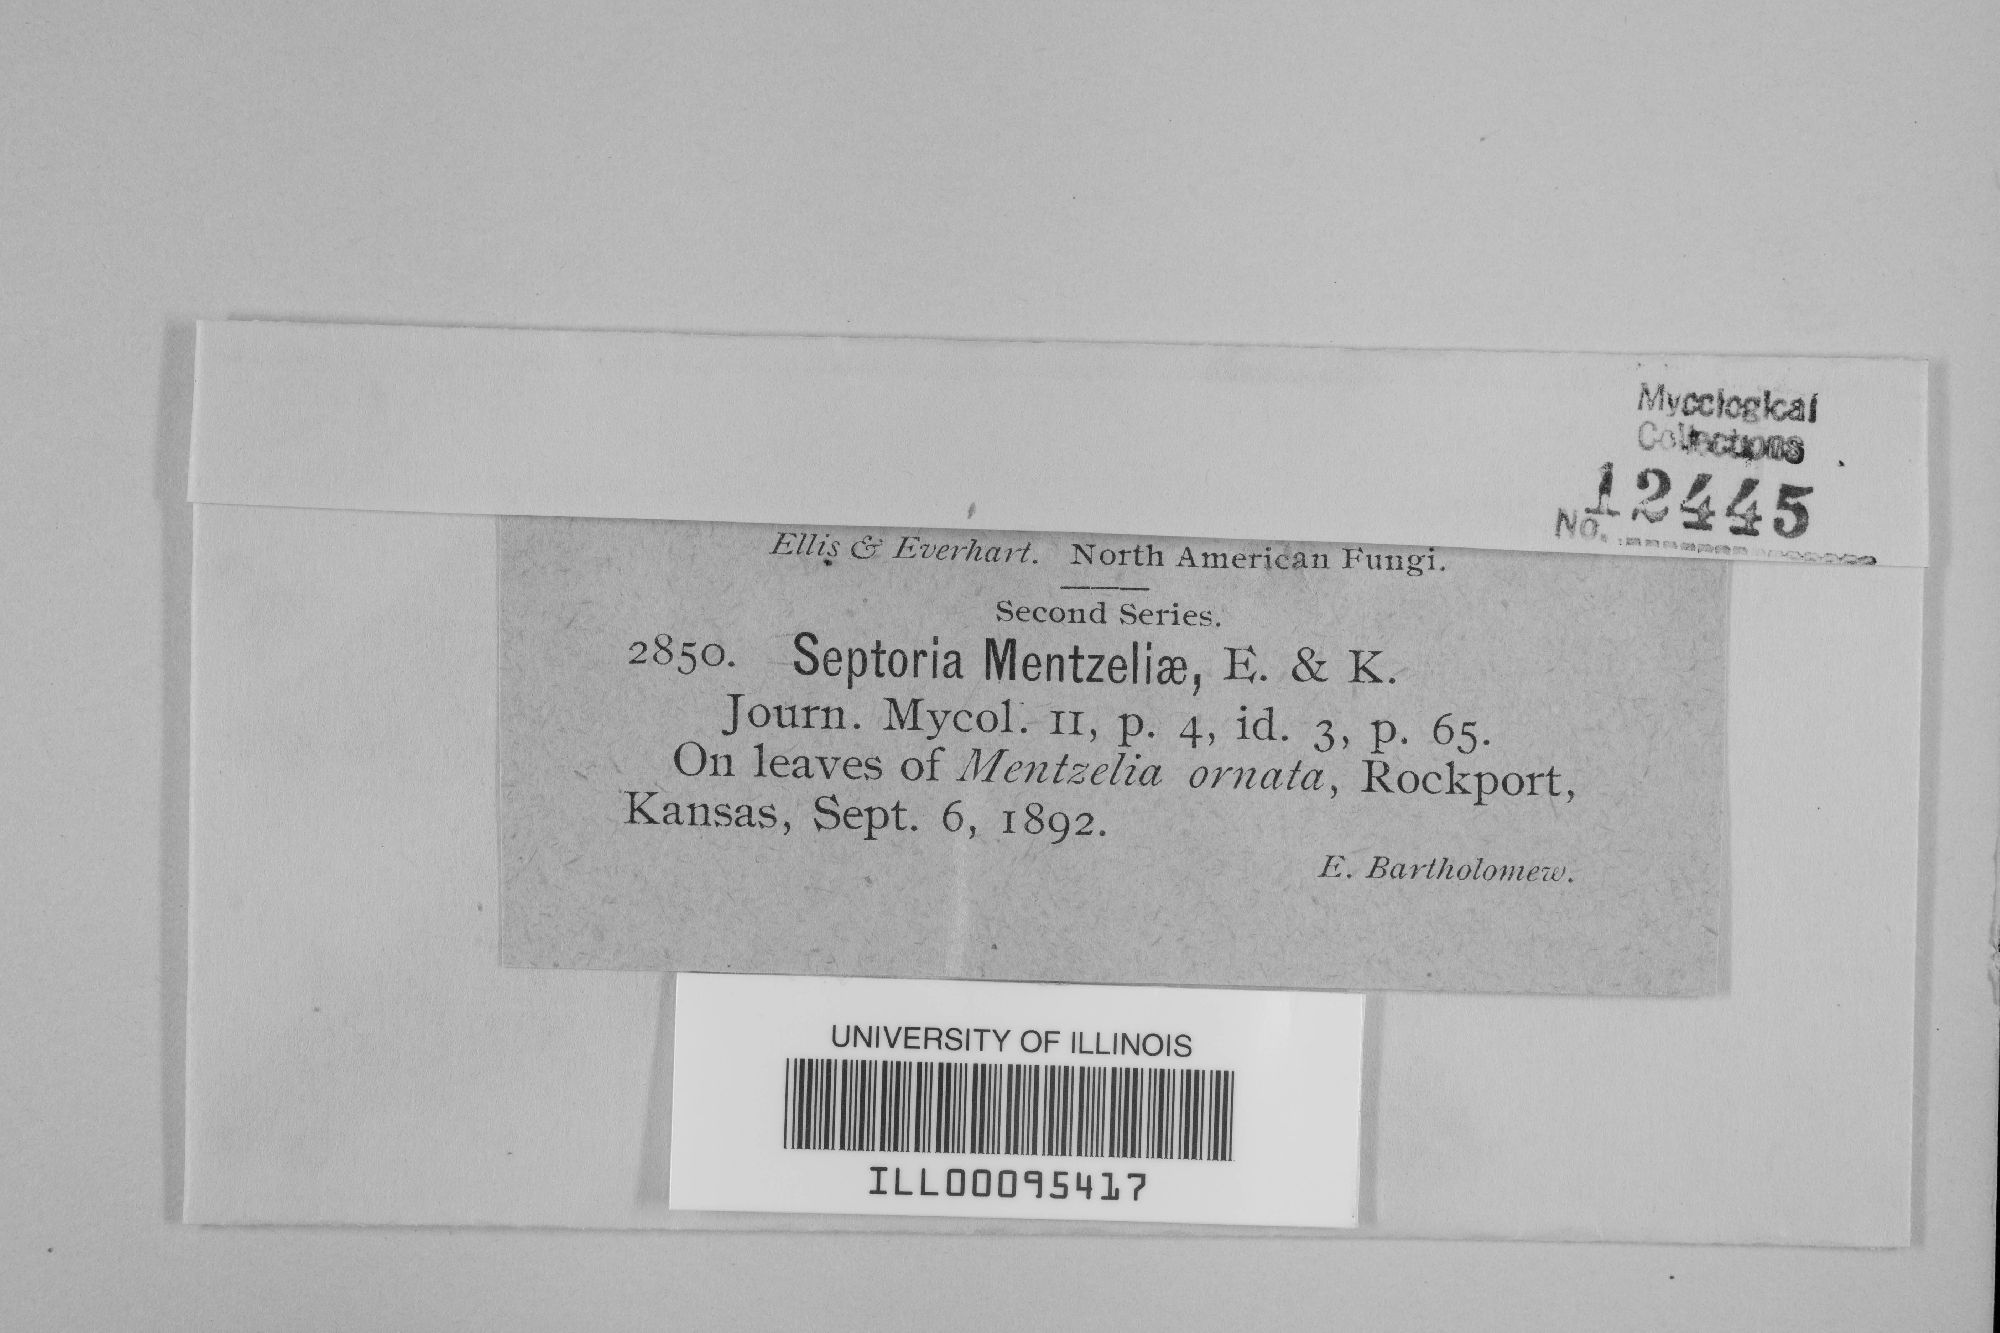 Mycological
Collections
No. 12445
Ellis & Everhart. North American Fungi.
Second Series.
2850. Septoria Mentzeliæ, E. & K.
Journ. Mycol. II, p. 4, id. 3, p. 65.
On leaves of Mentzelia ornata, Rockport,
Kansas, Sept. 6, 1892.
E. Bartholomew.
UNIVERSITY OF ILLINOIS
ILL00095417